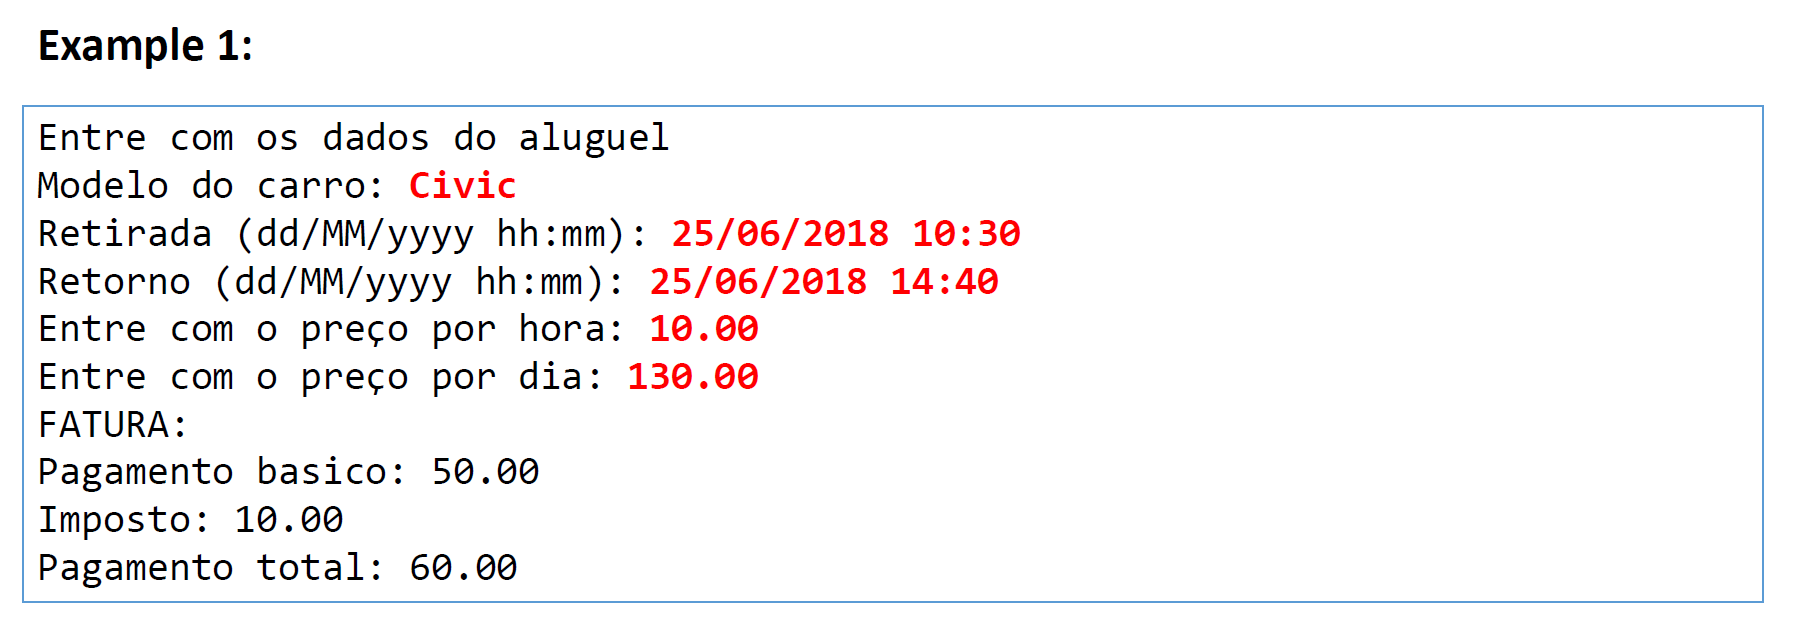 Example 1:
Entre com os dados do aluguel
Modelo do carro: Civic
Retirada (dd/MM/yyyy hh:mm): 25/06/2018 10:30
Retorno (dd/MM/yyyy hh:mm): 25/06/2018 14:40
Entre com o preço por hora: 10.00
Entre com o preço por dia: 130.00
FATURA:
Pagamento basico: 50.00
Imposto: 10.00
Pagamento total: 60.00